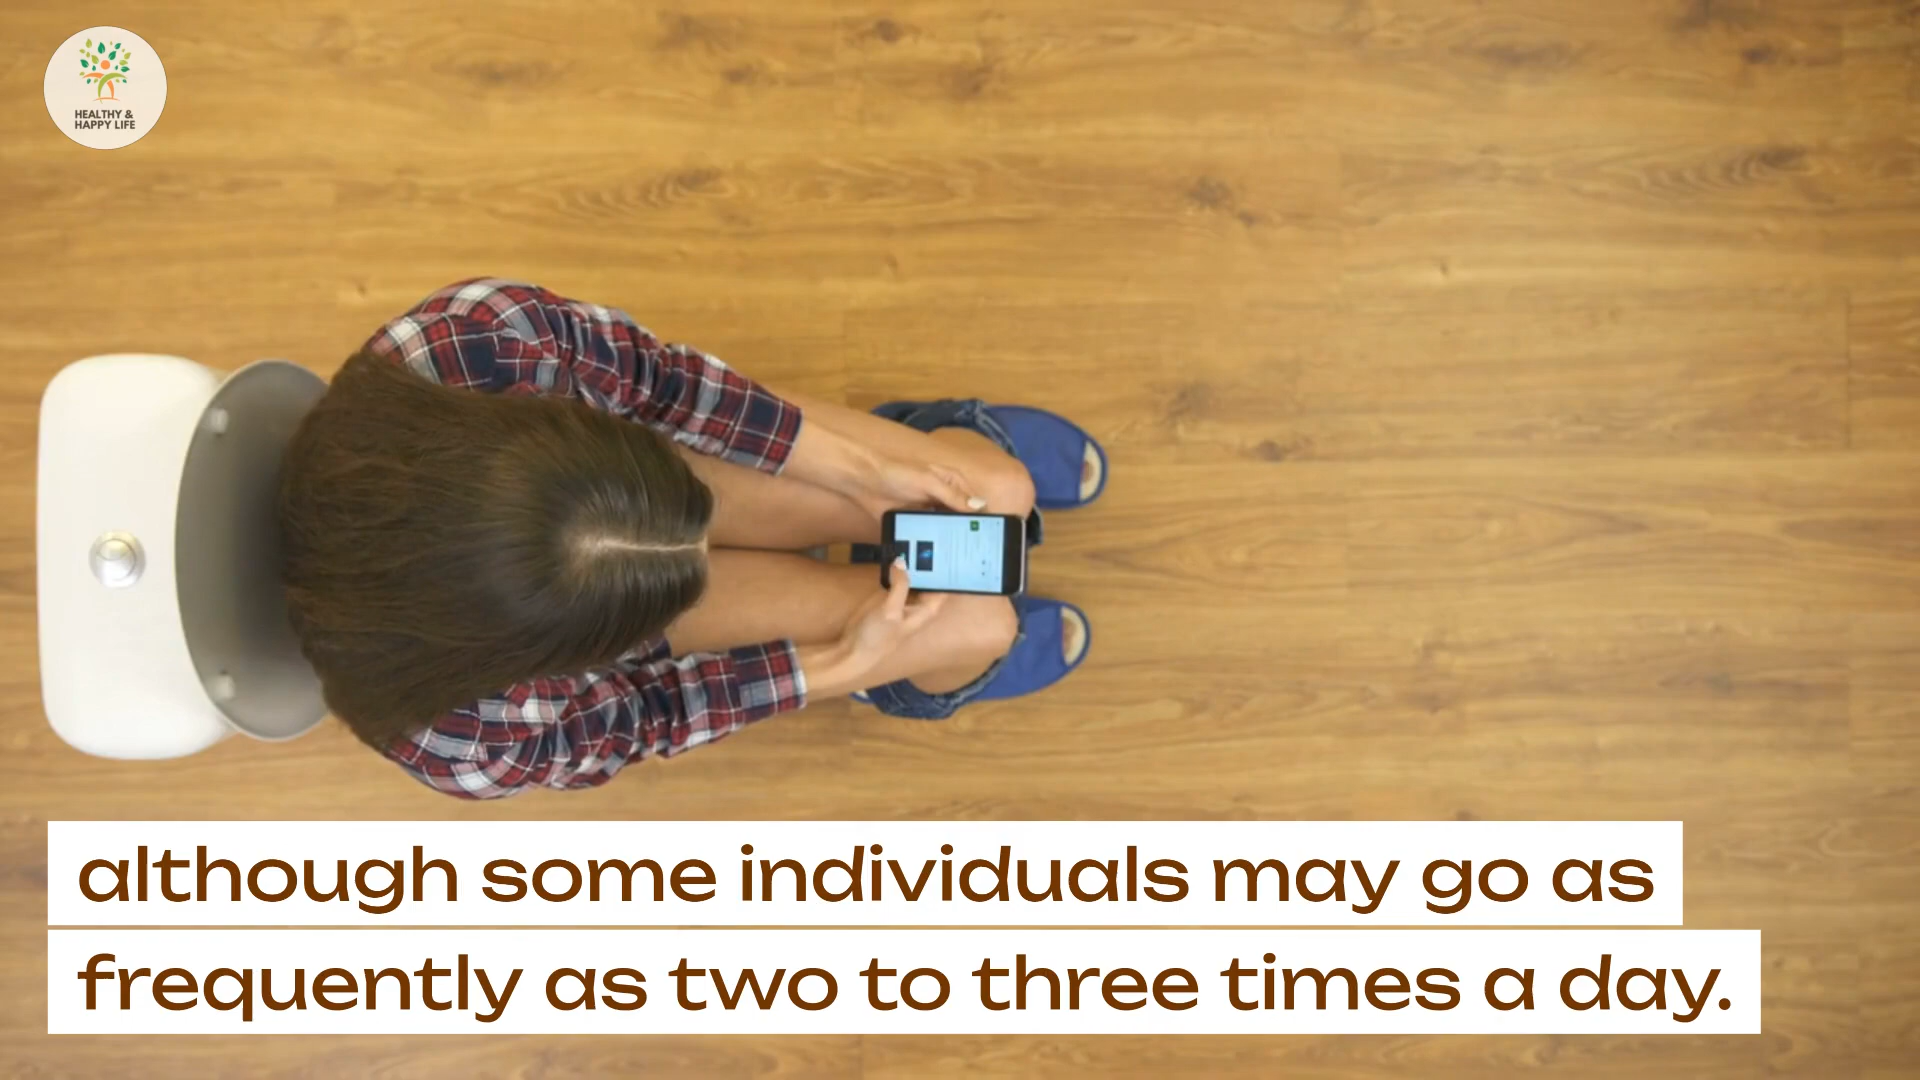 HEALTHY &
HAPPY LIFE
although some individuals may go as
frequently as two to three times a day.